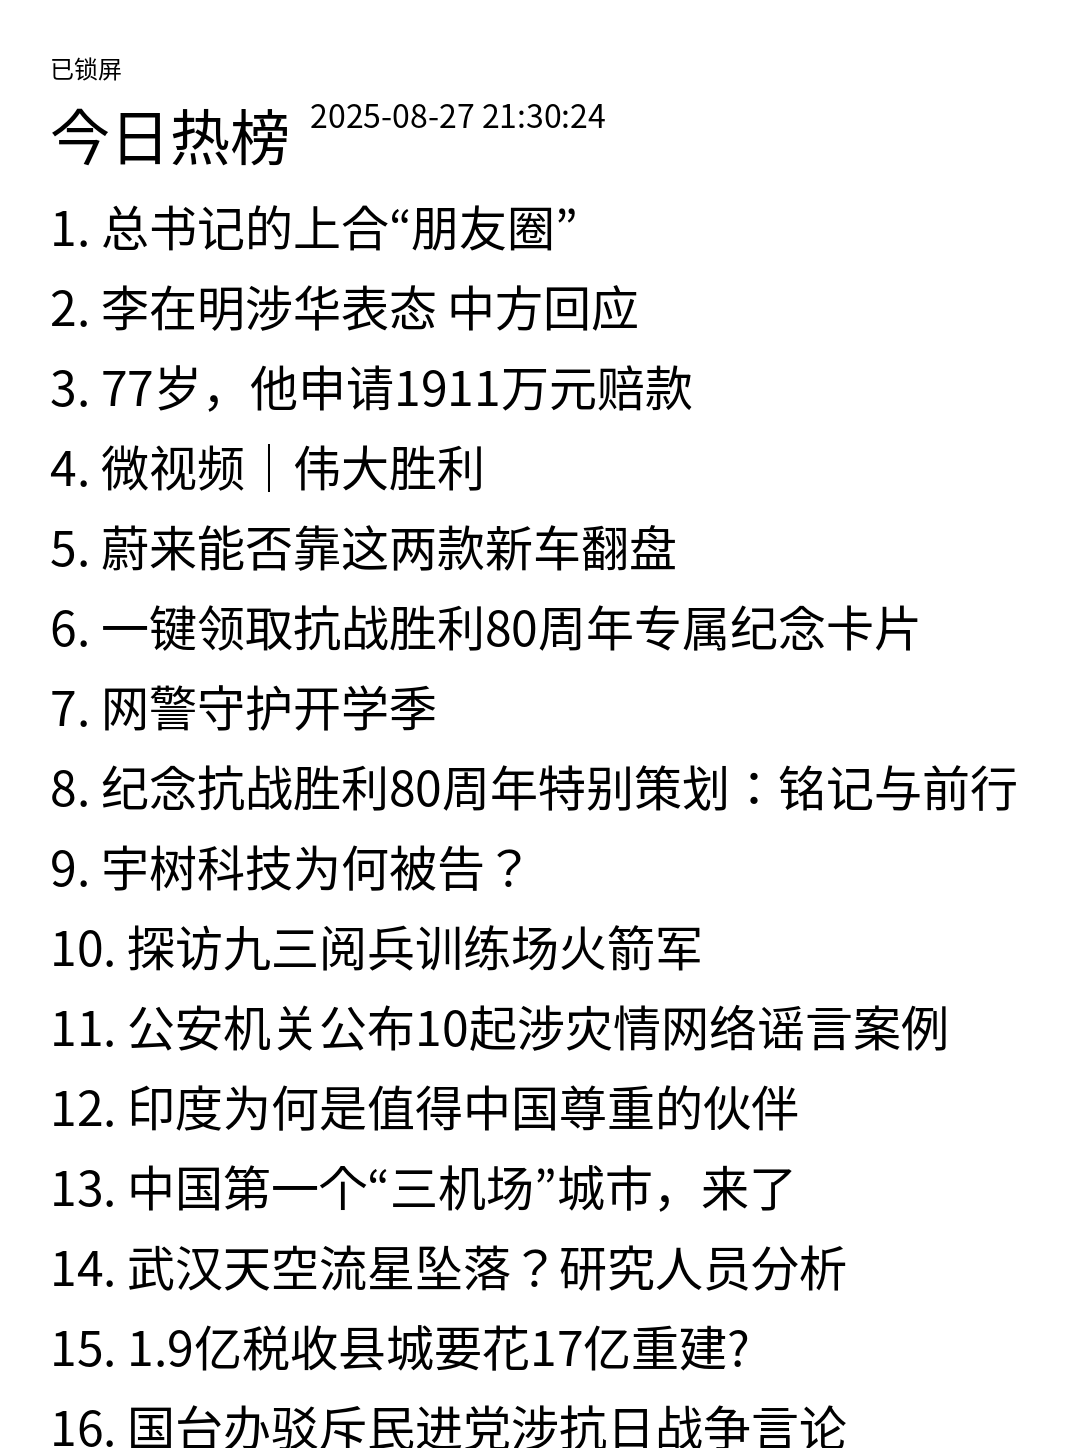 已锁屏
今日热榜 2025-08-27 21:30:24
1. 总书记的上合“朋友圈”
2. 李在明涉华表态 中方回应
3. 77岁，他申请1911万元赔款
4. 微视频｜伟大胜利
5. 蔚来能否靠这两款新车翻盘
6. 一键领取抗战胜利80周年专属纪念卡片
7. 网警守护开学季
8. 纪念抗战胜利80周年特别策划：铭记与前行
9. 宇树科技为何被告？
10. 探访九三阅兵训练场火箭军
11. 公安机关公布10起涉灾情网络谣言案例
12. 印度为何是值得中国尊重的伙伴
13. 中国第一个“三机场”城市，来了
14. 武汉天空流星坠落？研究人员分析
15. 1.9亿税收县城要花17亿重建?
16. 国台办驳斥民进党涉抗日战争言论